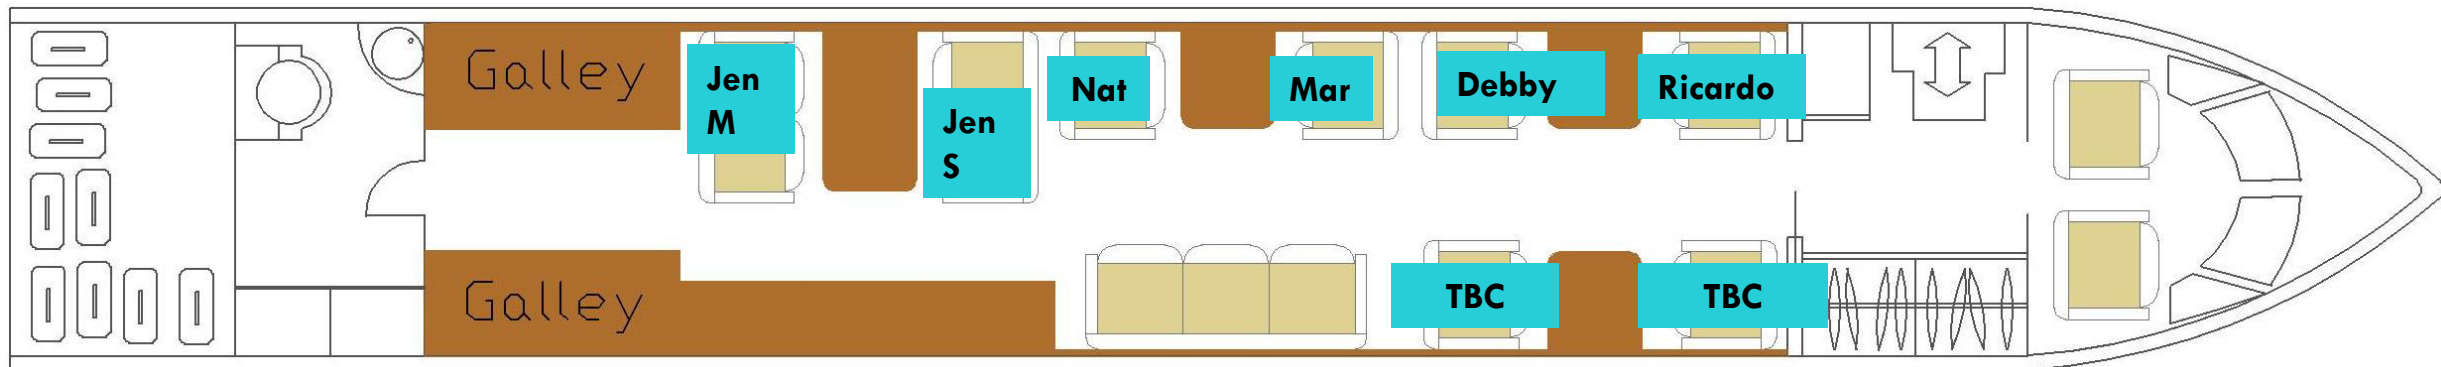 Galley
Jen
M
Jen
S
Nat
Mar
Debby
Ricardo
Galley
TBC
TBC